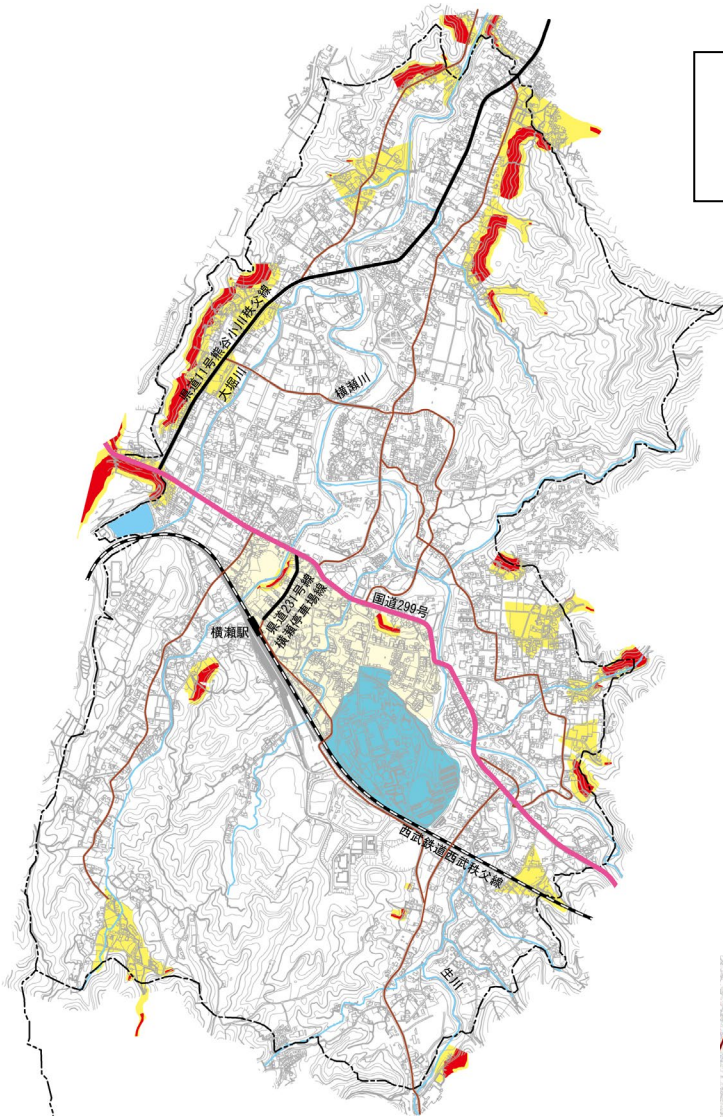 県道11号熊谷小川秩父線
大堀川
横瀬川
国道299号
県道231号線
横瀬停車場線
横瀬駅
西武鉄道西武秩父線
生川